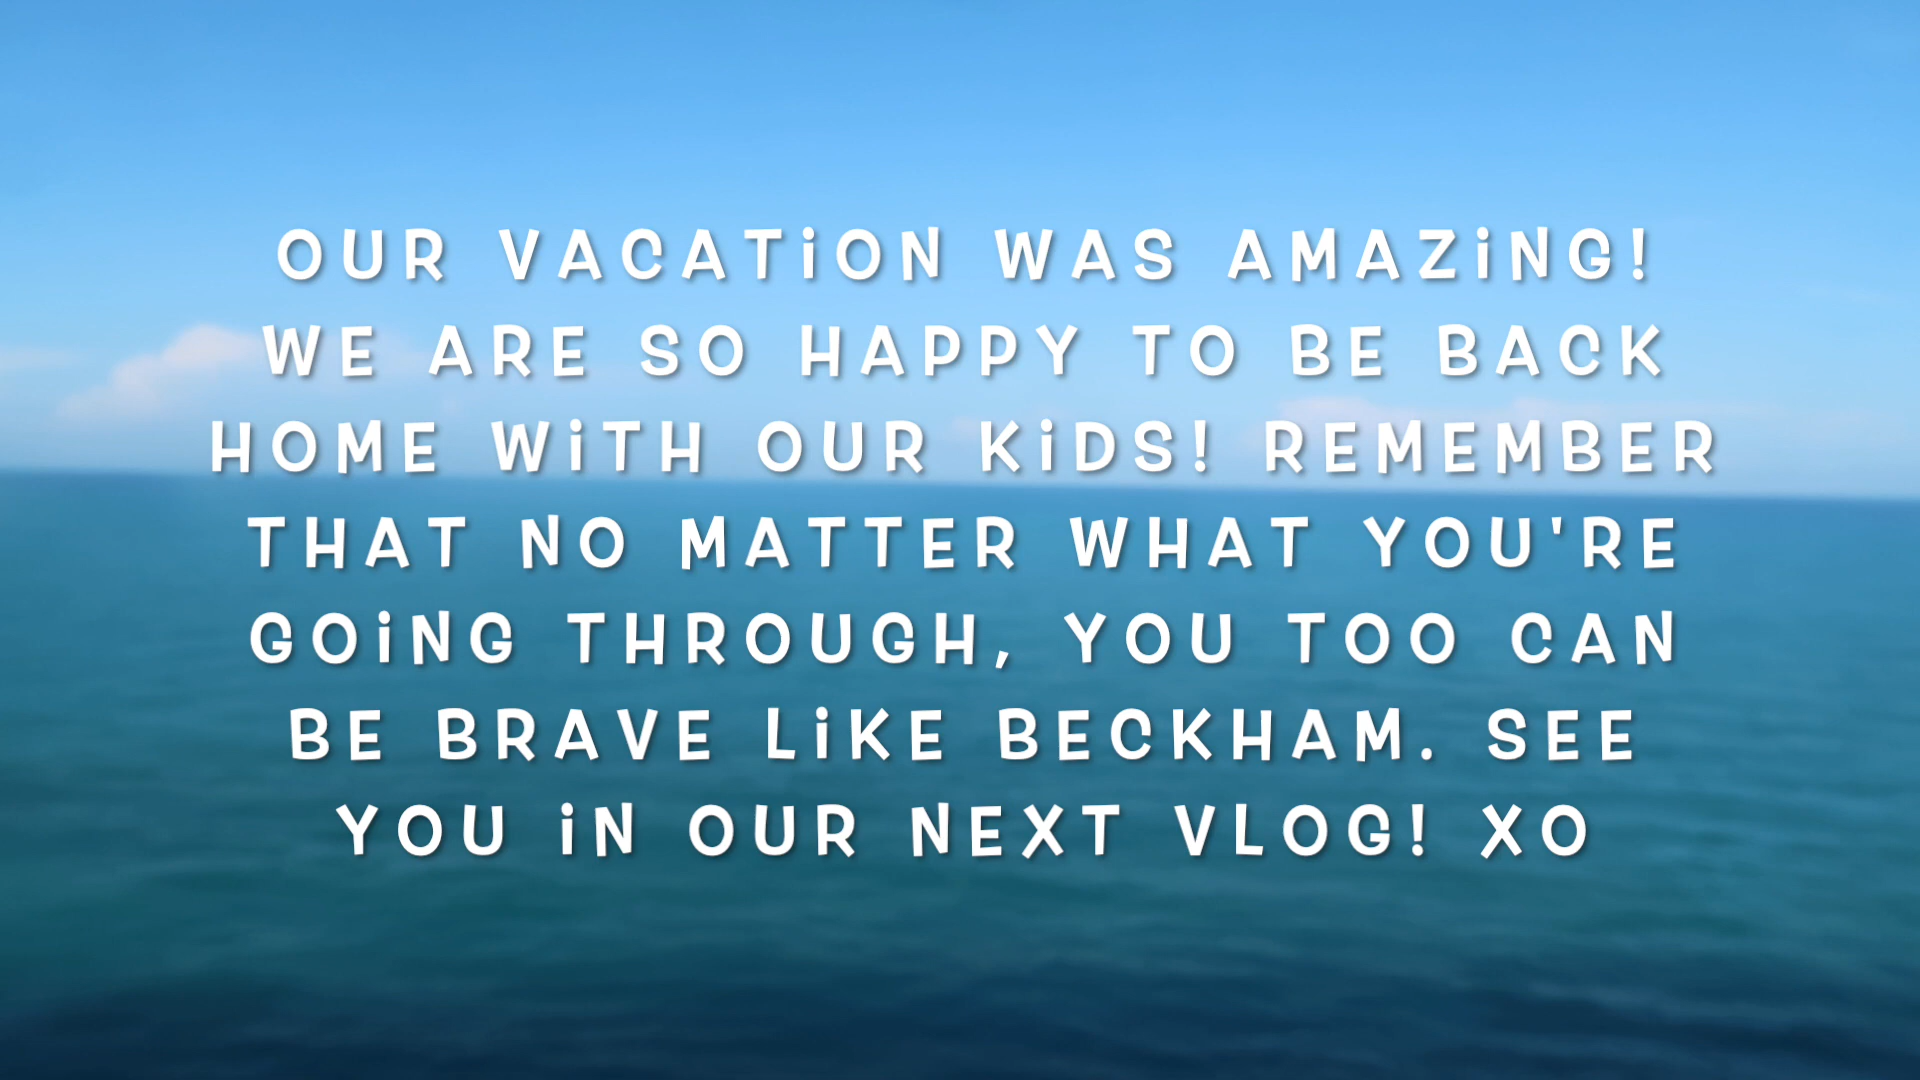 OUR VACATiON WAS AMAZiNG!
WE ARE SO HAPPY TO BE BACK
HOME WiTH OUR KiDS! REMEMBER
THAT NO MATTER WHAT YOU'RE
GOiNG THROUGH, YOU TOO CAN
BE BRAVE LiKE BECKHAM. SEE
YOU iN OUR NEXT VLOG! XO